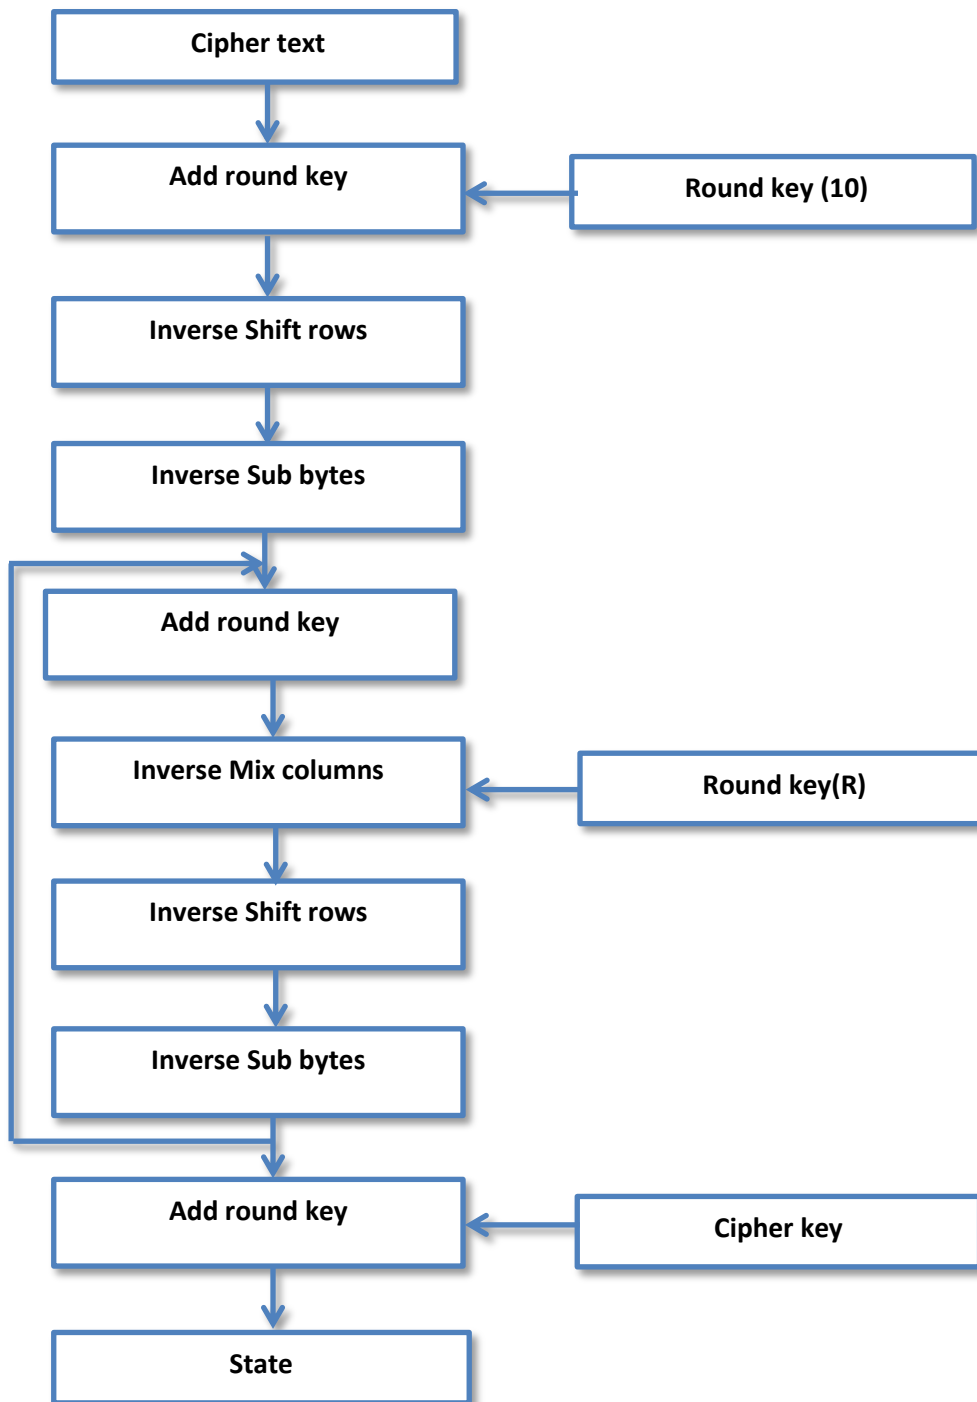 Cipher text
Add round key
Round key (10)
Inverse Shift rows
Inverse Sub bytes
Add round key
Inverse Mix columns
Round key(R)
Inverse Shift rows
Inverse Sub bytes
Add round key
Cipher key
State